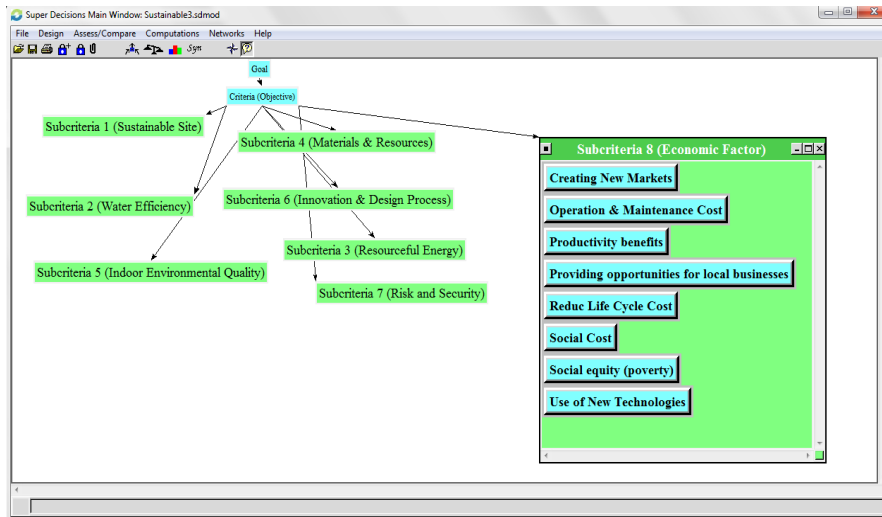 Super Decisions Main Window: Sustainable3.sdmod
File Design Assess/Compare Computations Networks Help
Syn
Goal
Criteria (Objective)
Subcriteria 1 (Sustainable Site)
Subcriteria 4 (Materials & Resources)
Subcriteria 2 (Water Efficiency)
Subcriteria 6 (Innovation & Design Process)
Subcriteria 3 (Resourceful Energy)
Subcriteria 5 (Indoor Environmental Quality)
Subcriteria 7 (Risk and Security)
Subcriteria 8 (Economic Factor)
Creating New Markets
Operation & Maintenance Cost
Productivity benefits
Providing opportunities for local businesses
Reduc Life Cycle Cost
Social Cost
Social equity (poverty)
Use of New Technologies